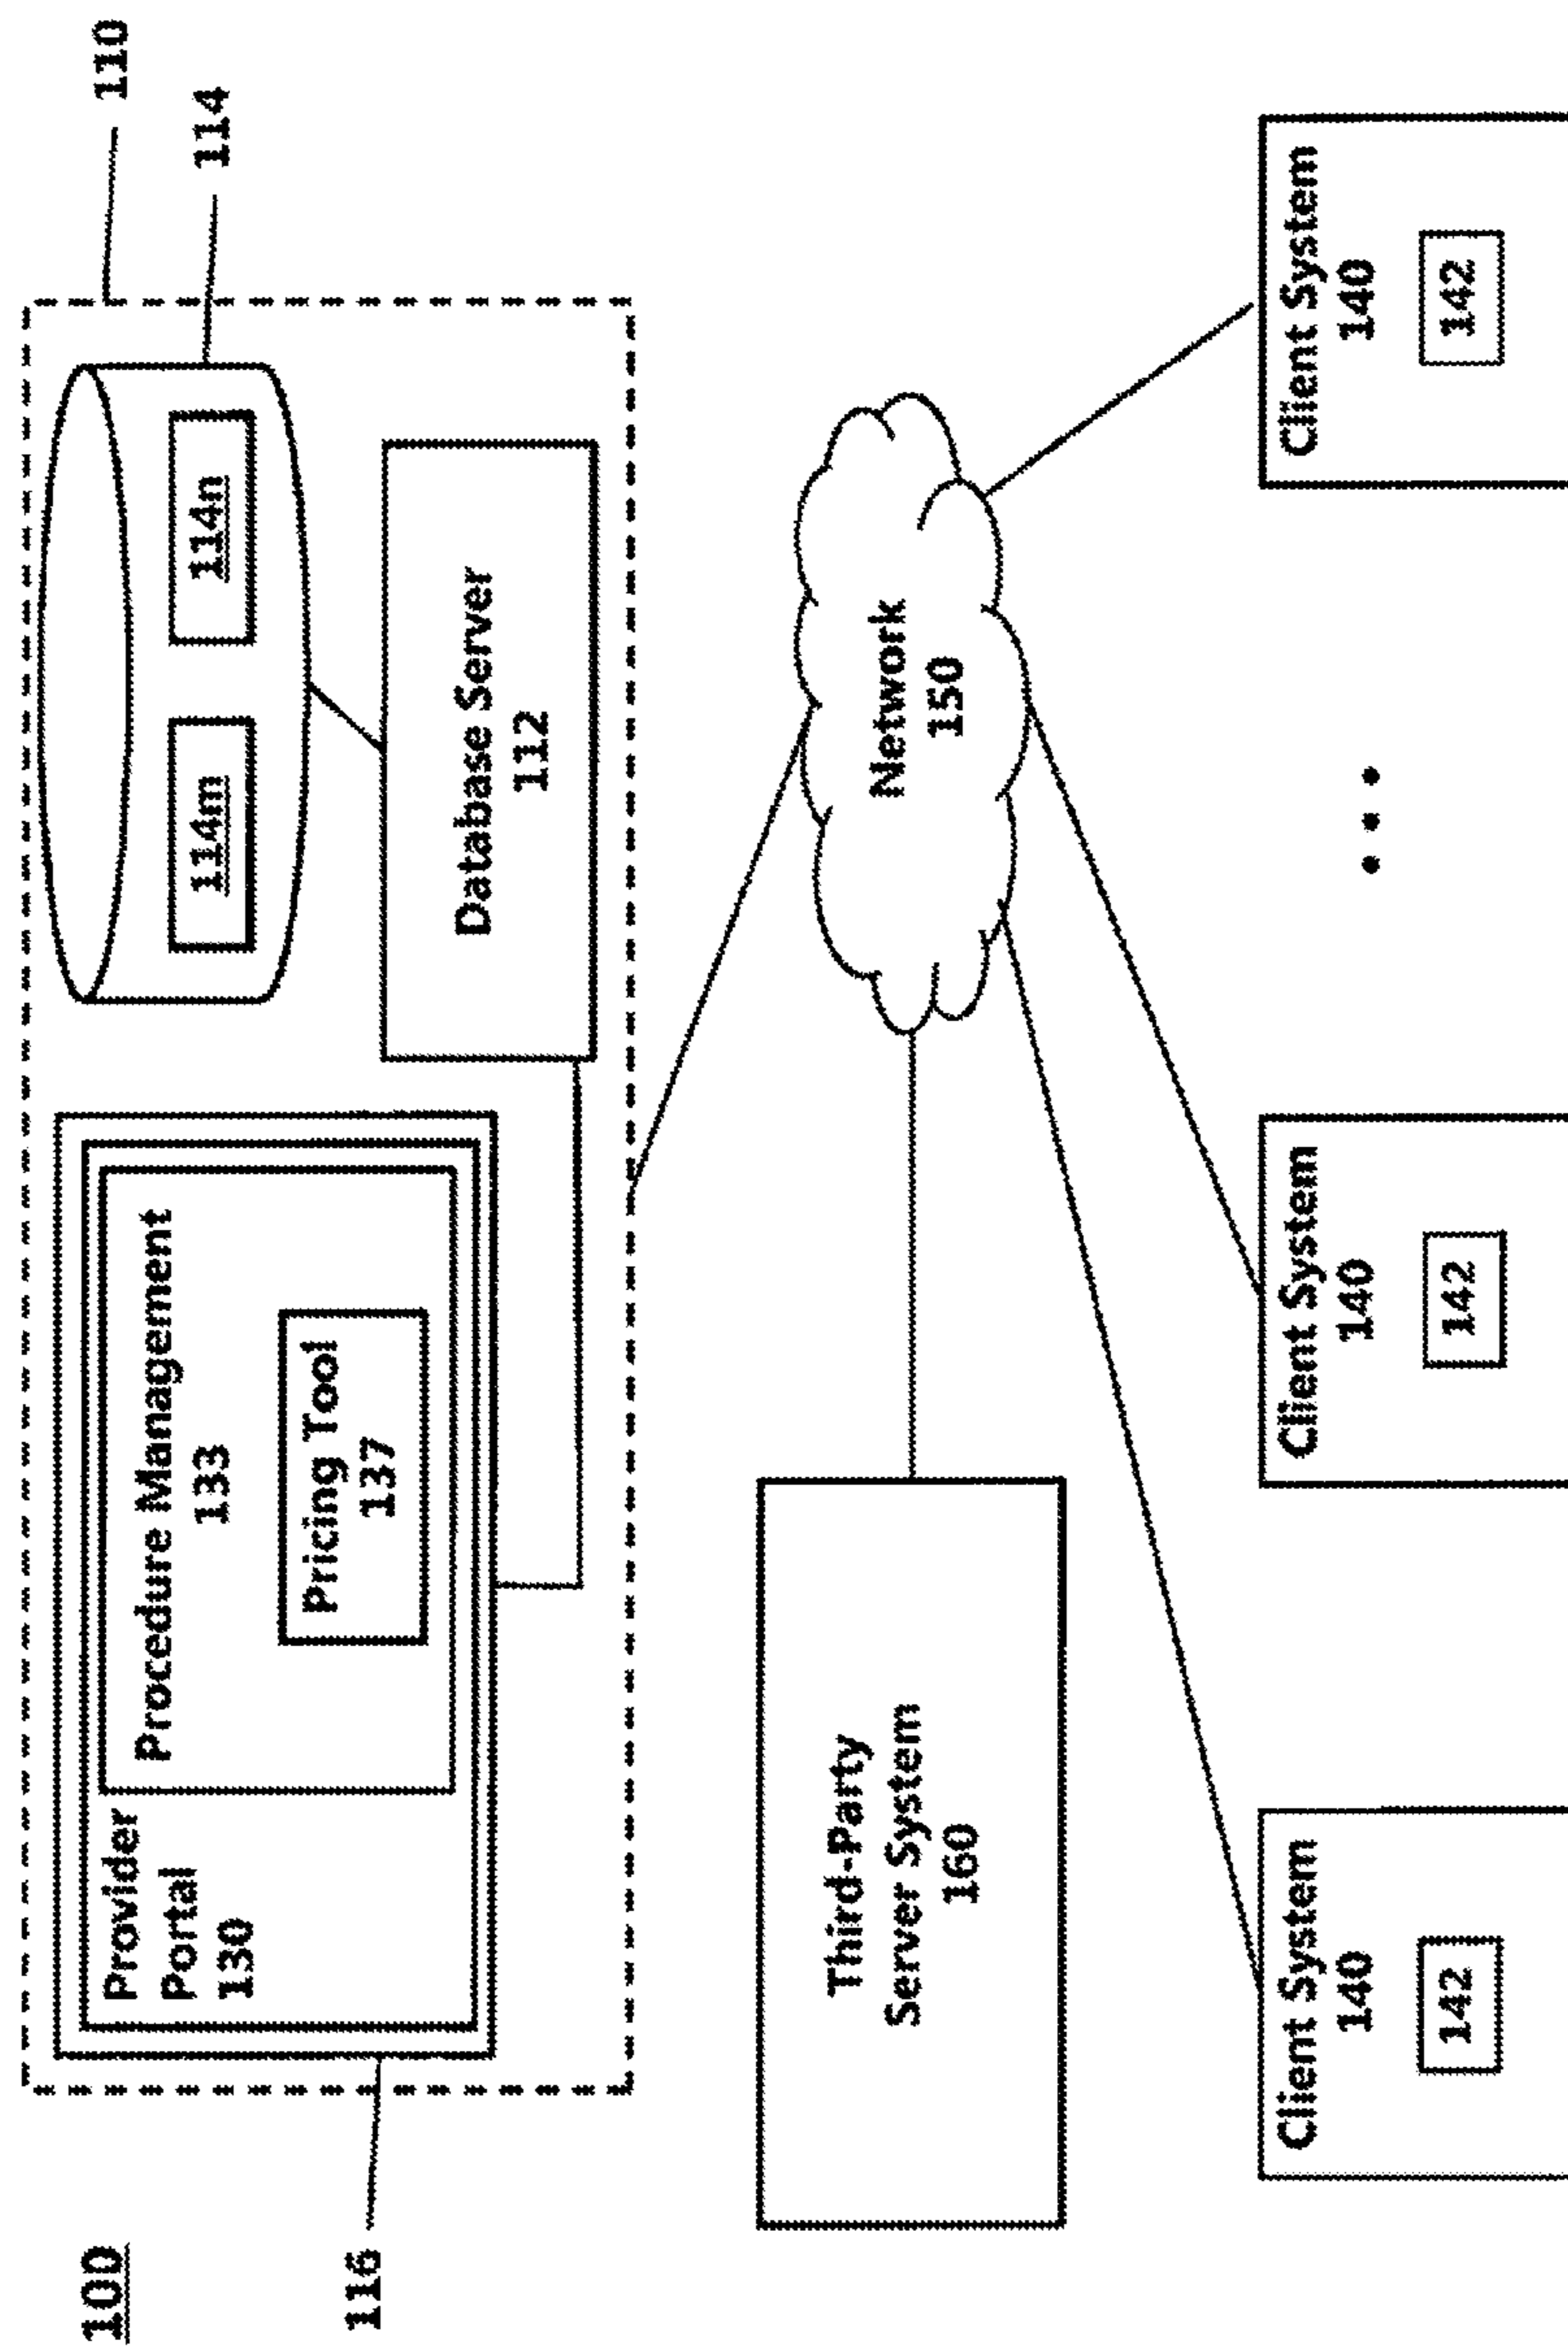 100
110
114
116
Provider
Portal
130
Procedure Management
133
Pricing Tool
137
114m
114n
Database Server
112
Third-Party
Server System
160
Network
150
Client System
140
142
Client System
140
142
Client System
140
142